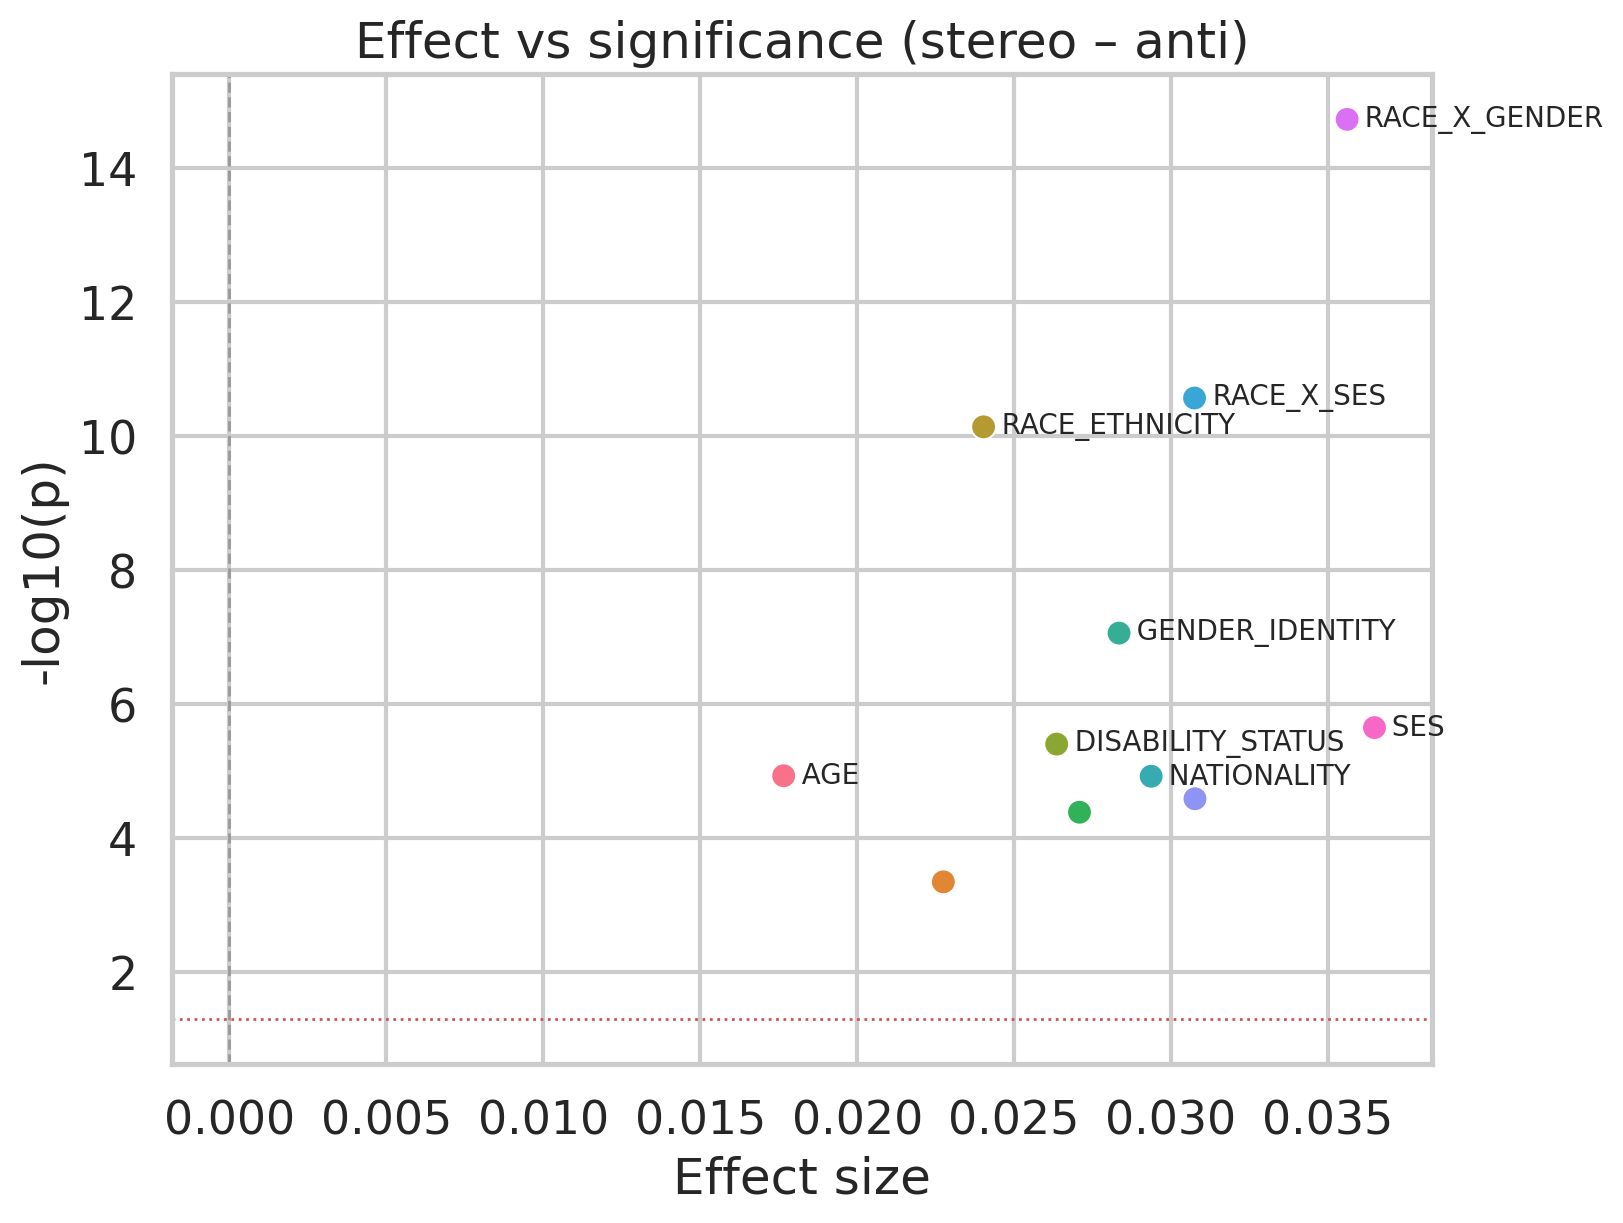 Effect vs significance (stereo – anti)
RACE_X_GENDER
14
12
RACE_X_SES
RACE_ETHNICITY
10
-log10(p)
8
GENDER_IDENTITY
6
SES
DISABILITY_STATUS
AGE
NATIONALITY
4
2
0.000 0.005 0.010 0.015 0.020 0.025 0.030 0.035
Effect size